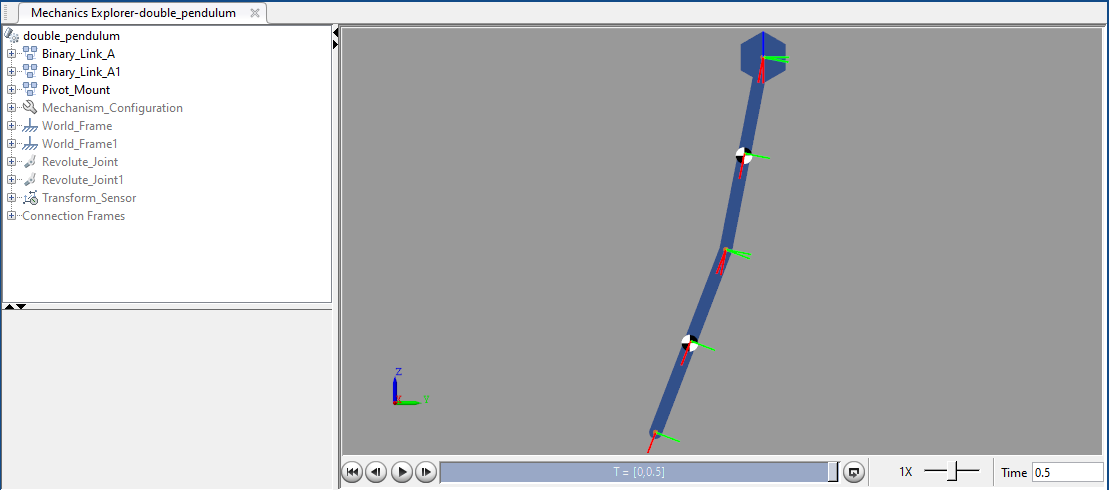 Mechanics Explorer-double_pendulum
double_pendulum
Binary_Link_A
Binary_Link_A1
Pivot_Mount
Mechanism_Configuration
World_Frame
World_Frame1
Revolute_Joint
Revolute_Joint1
Transform_Sensor
Connection Frames
Z
X Y
T = [0,0.5]
1X
Time 0.5